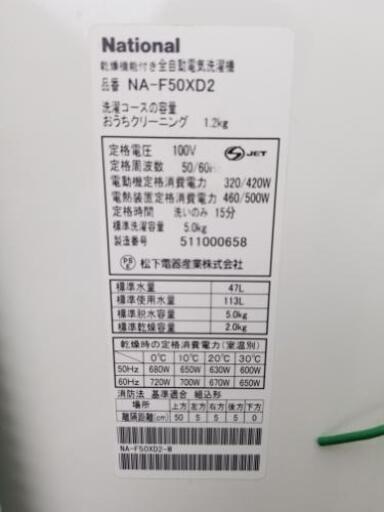 National
乾燥機能付き全自動電気洗濯機
品番 NA-F50XD2
洗濯コースの容量
おうちクリーニング 1.2kg
定格電圧 100V
S JET
定格周波数 50/60Hz
電動機定格消費電力 320/420W
電熱装置定格消費電力 460/500W
定格時間 洗いのみ 15分
標準洗濯容量 5.0kg
製造番号 511000658
PS E 松下電器産業株式会社
標準水量 47L
標準使用水量 113L
標準脱水容量 5.0kg
標準乾燥容量 2.0kg
乾燥時の定格消費電力(室温別)
0℃ 10℃ 20℃ 30℃
50Hz 680W 650W 630W 600W
60Hz 720W 700W 670W 650W
消防法 基準適合 組込形
場所 上方 左方 右方 後方 下方
離隔距離(cm) 50 5 5 5 0
NA-F50XD2-W